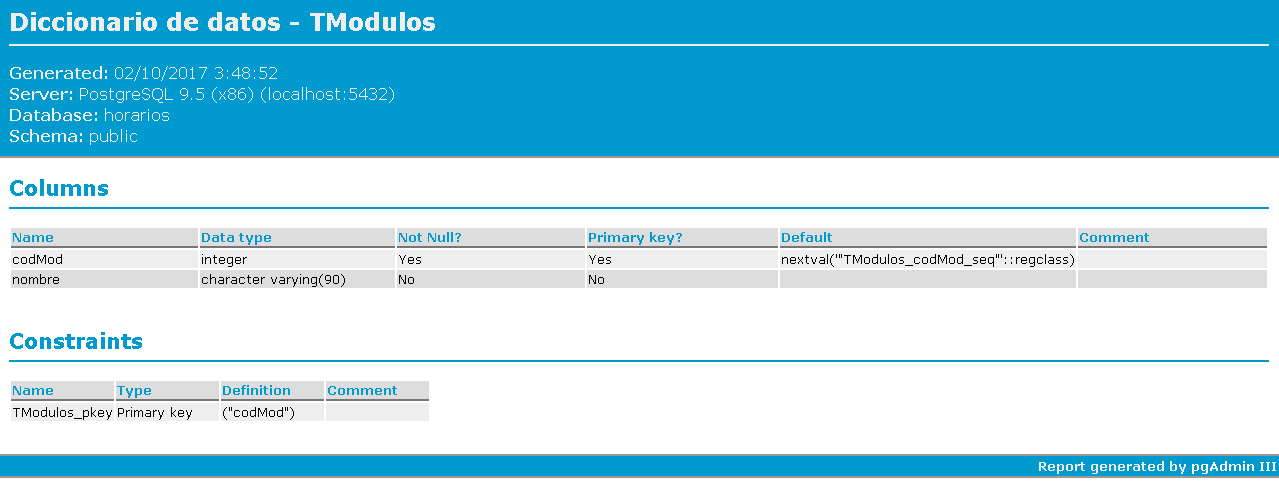 Diccionario de datos - TModulos
Generated: 02/10/2017 3:48:52
Server: PostgreSQL 9.5 (x86) (localhost:5432)
Database: horarios
Schema: public
Columns
Name Data type Not Null? Primary key? Default Comment
codMod integer Yes Yes nextval('"TModulos_codMod_seq"'::regclass)
nombre character varying(90) No No
Constraints
Name Type Definition Comment
TModulos_pkey Primary key ("codMod")
Report generated by pgAdmin III